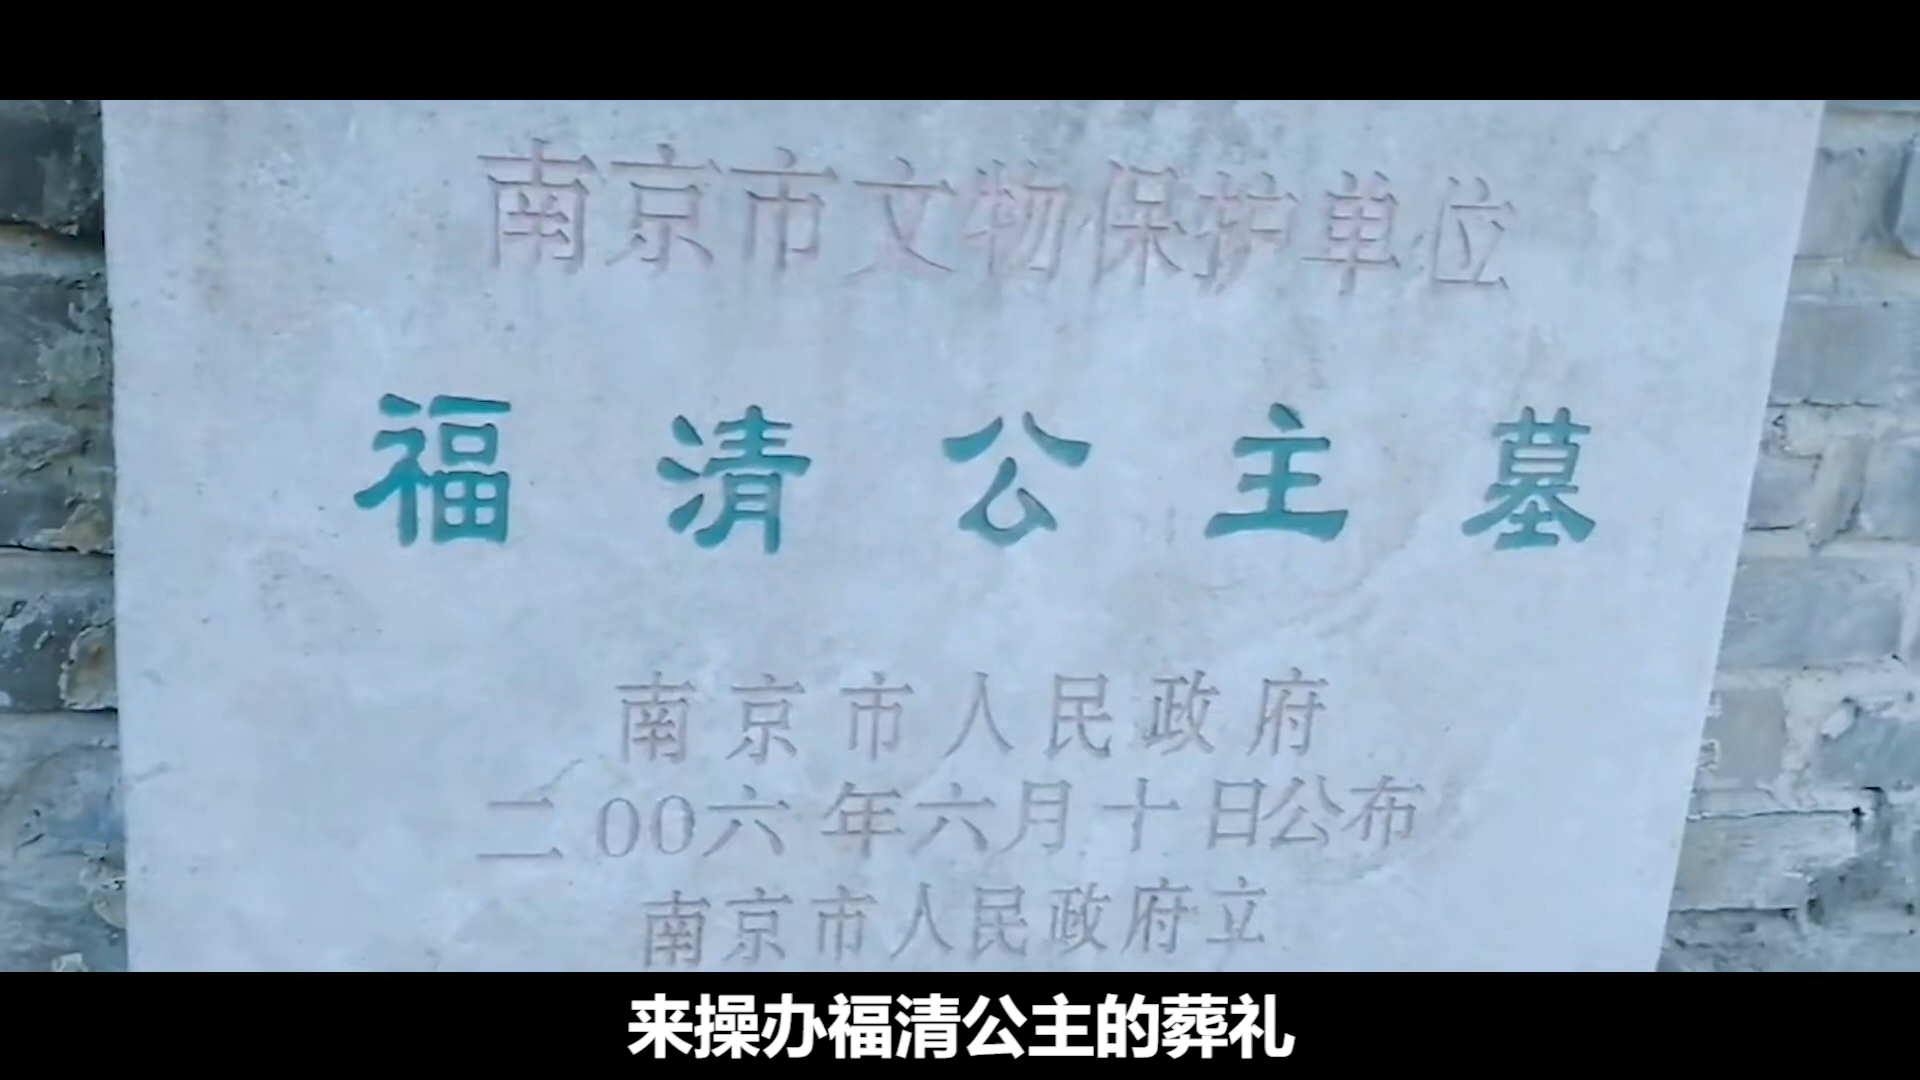 南京市文物保护单位
福清公主墓
南京市人民政府
二00六年六月十日公布
南京市人民政府立
来操办福清公主的葬礼